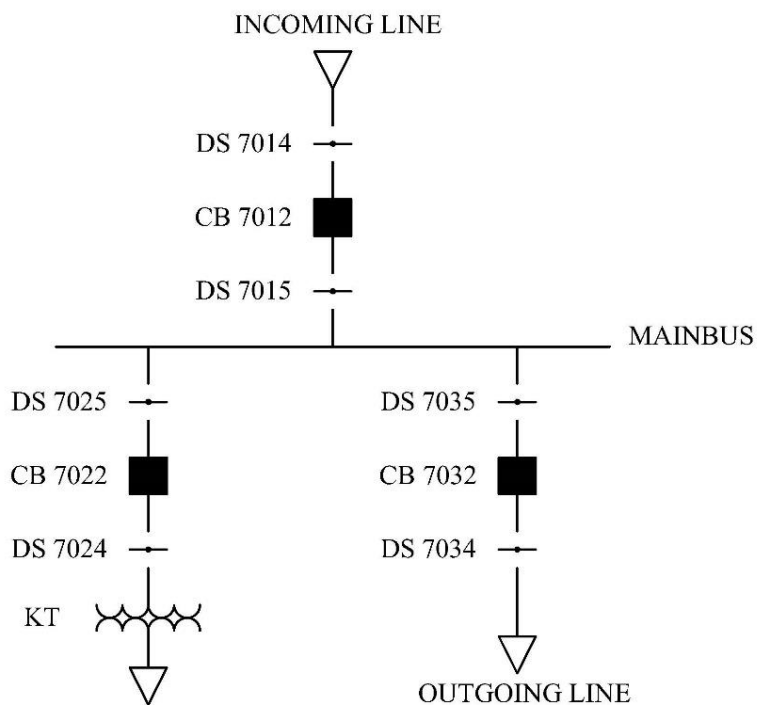 INCOMING LINE
DS 7014
CB 7012
DS 7015
MAINBUS
DS 7025
DS 7035
CB 7022
CB 7032
DS 7024
DS 7034
KT
OUTGOING LINE